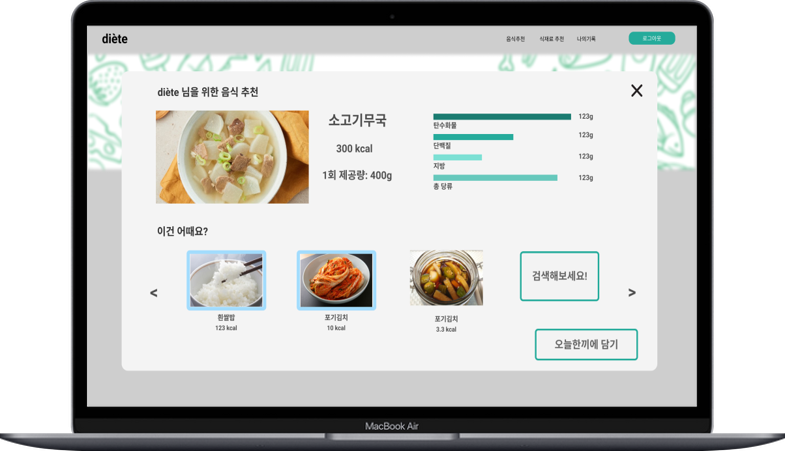 diète
음식추천 식재료 추천 나의기록 로그아웃
diète 님을 위한 음식 추천
X
소고기무국
300 kcal
1회 제공량: 400g
123g
탄수화물
123g
단백질
123g
지방
123g
총 당류
이건 어때요?
<
흰쌀밥
123 kcal
포기김치
10 kcal
포기김치
3.3 kcal
검색해보세요!
>
오늘한끼에 담기
MacBook Air